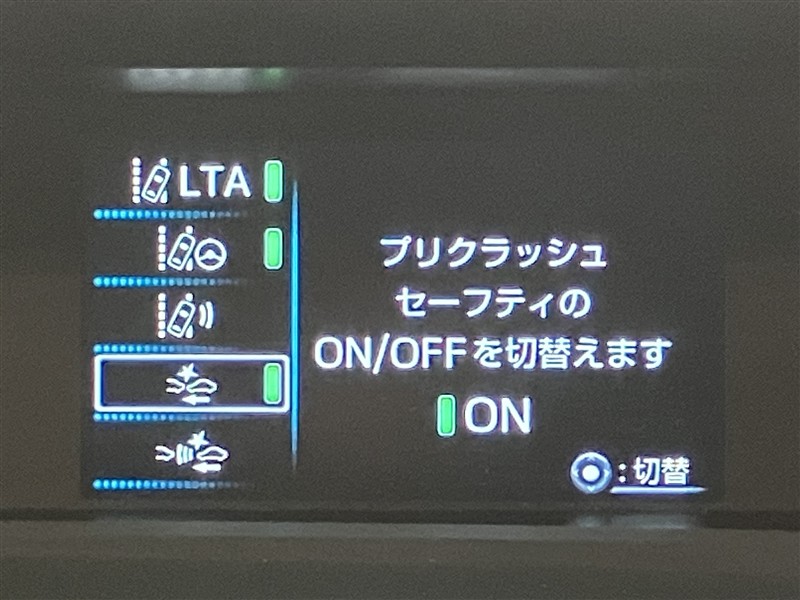 LTA
プリクラッシュ
セーフティの
ON/OFFを切替えます
ON
:切替